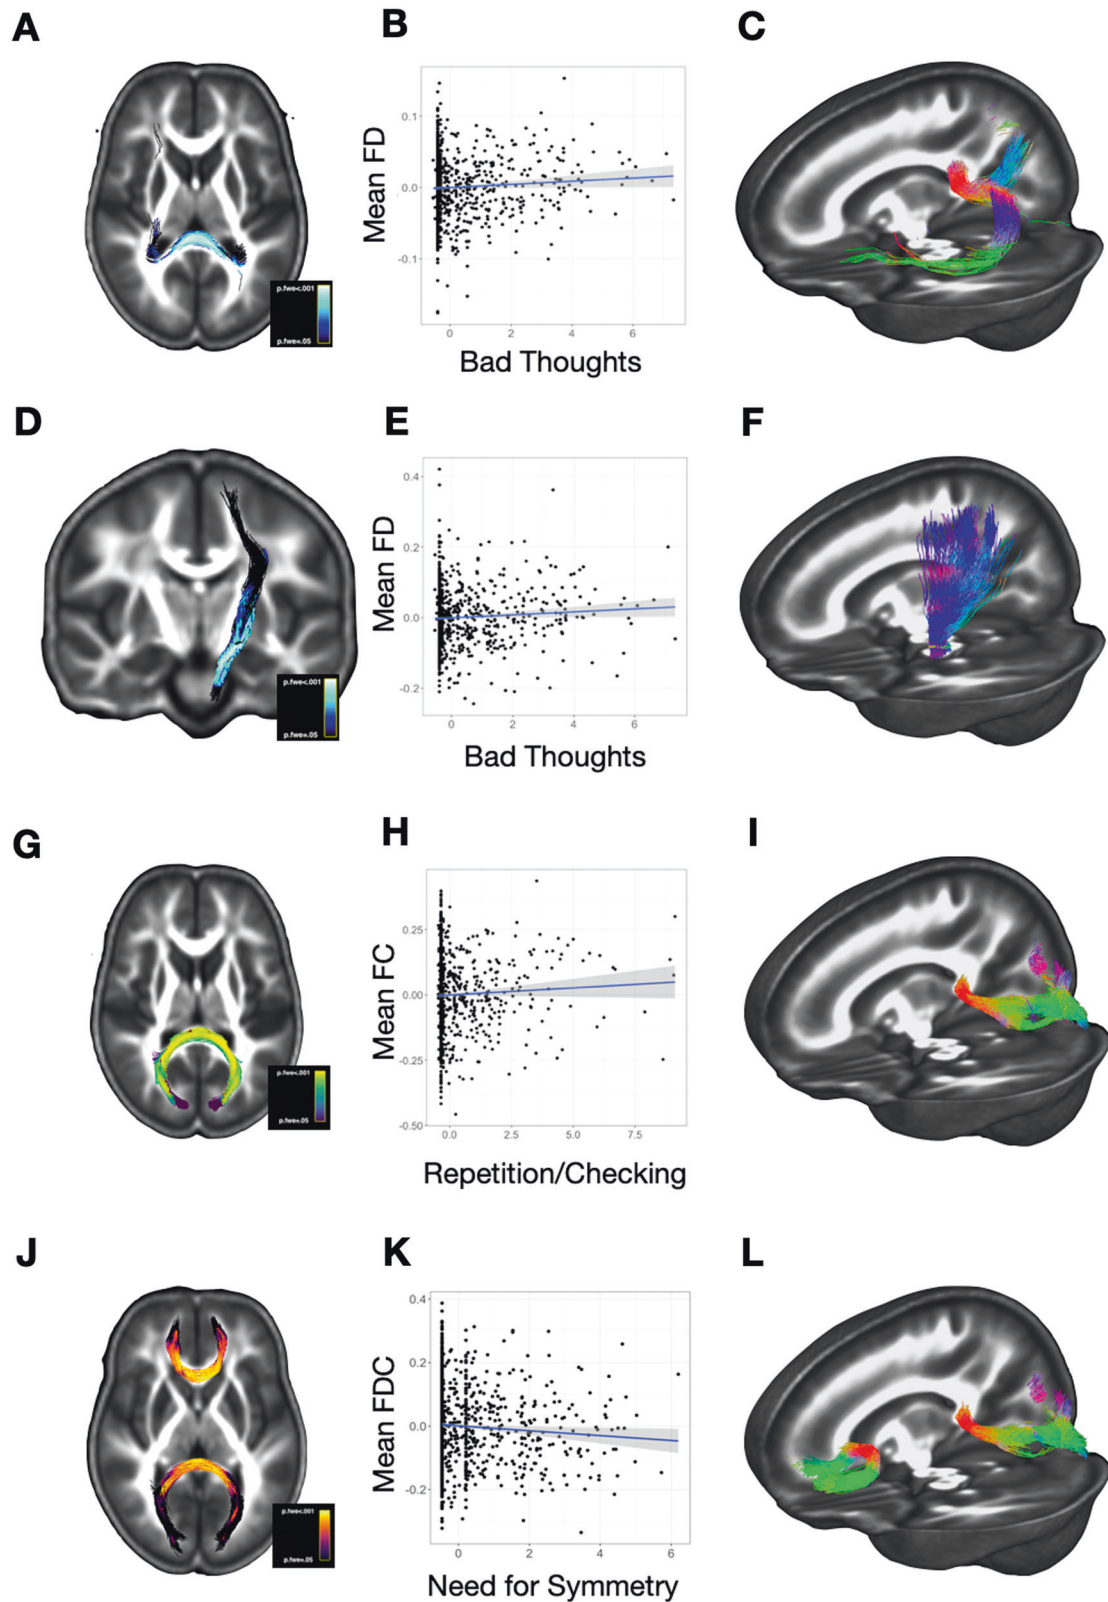 A
B
C
p.fwe<.001
p.fwe=.05
Mean FD
0.1
0.0
-0.1
0
2
4
6
Bad Thoughts
D
E
F
p.fwe<.001
p.fwe=.05
Mean FD
0.4
0.2
0.0
-0.2
0
2
4
6
Bad Thoughts
G
H
I
p.fwe<.001
p.fwe=.05
Mean FC
0.25
0.00
-0.25
-0.50
0.0
2.5
5.0
7.5
Repetition/Checking
J
K
L
p.fwe<.001
p.fwe=.05
Mean FDC
0.4
0.2
0.0
-0.2
0
2
4
6
Need for Symmetry